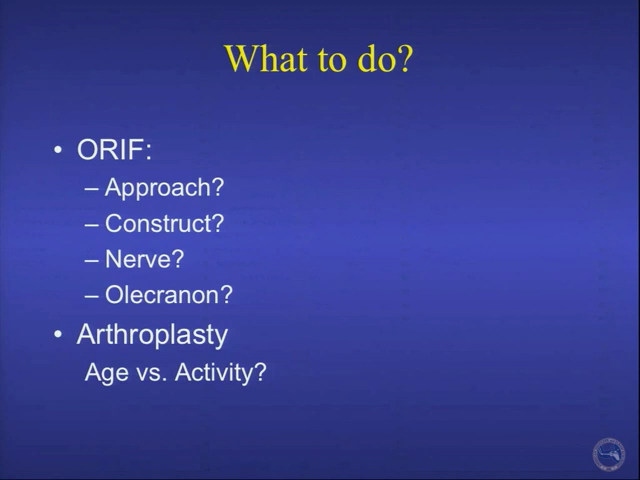 What to do?
• ORIF:
– Approach?
– Construct?
– Nerve?
– Olecranon?
• Arthroplasty
Age vs. Activity?